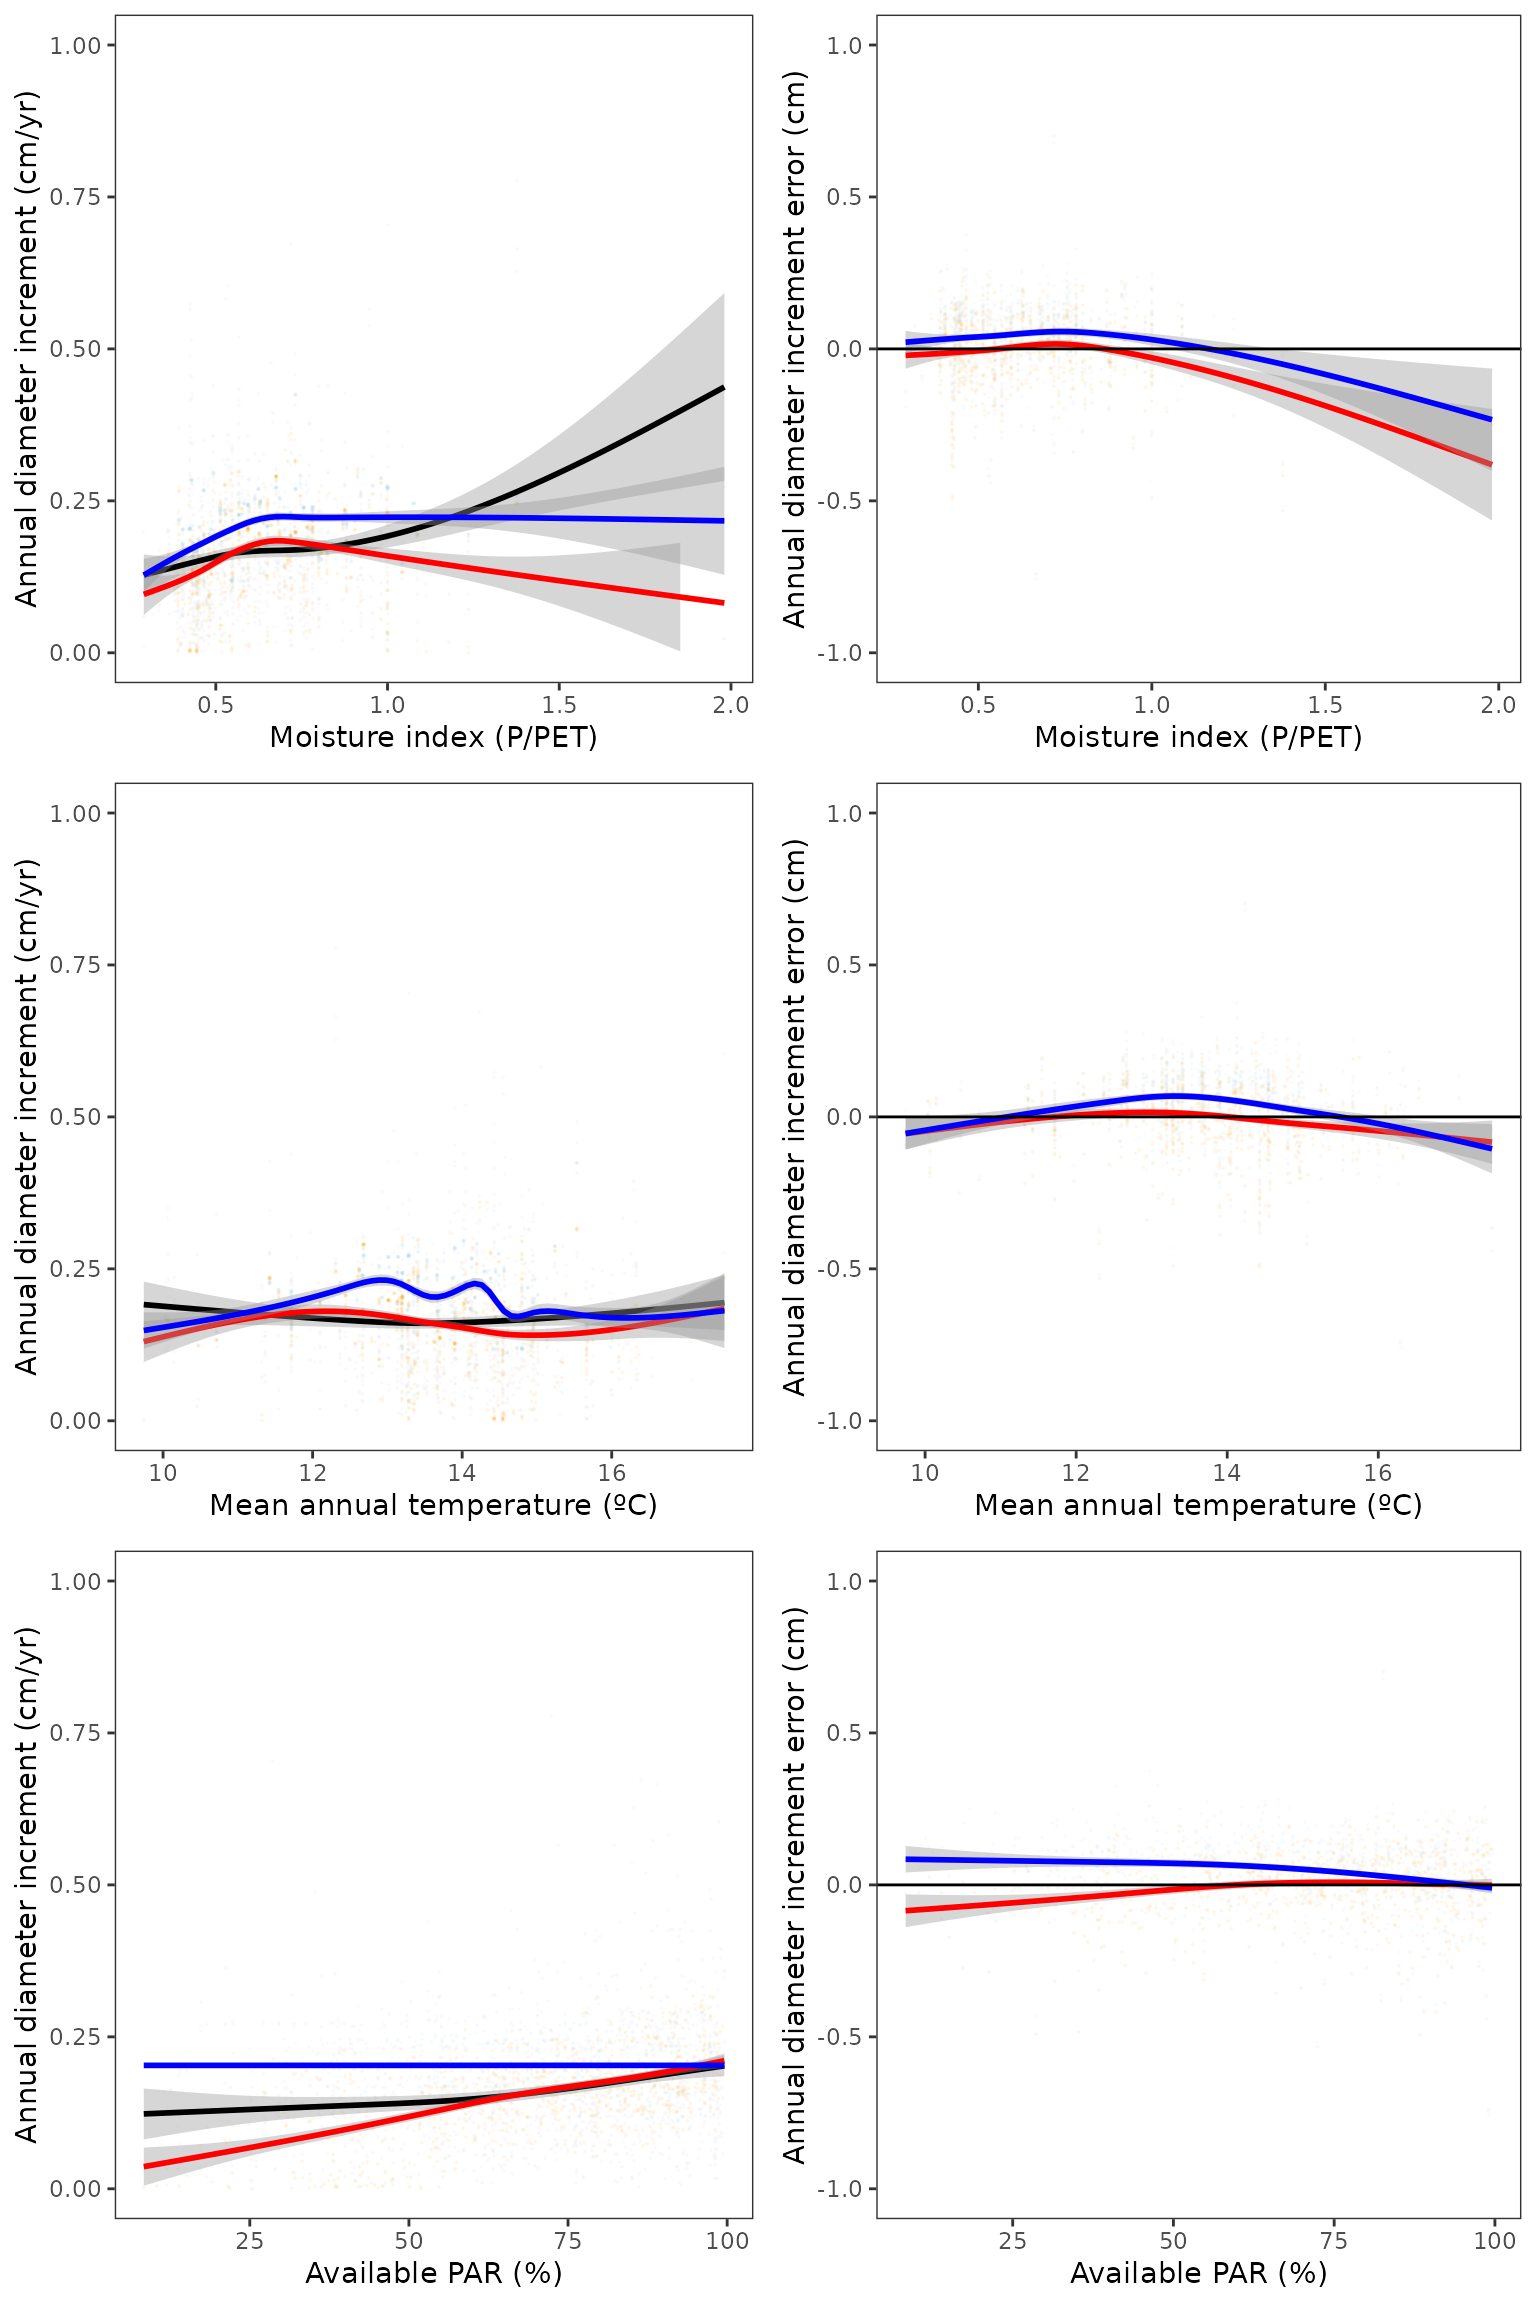 Annual diameter increment (cm/yr)
1.00
0.75
0.50
0.25
0.00
0.5 1.0 1.5 2.0
Moisture index (P/PET)
Annual diameter increment error (cm)
1.0
0.5
0.0
-0.5
-1.0
0.5 1.0 1.5 2.0
Moisture index (P/PET)
Annual diameter increment (cm/yr)
1.00
0.75
0.50
0.25
0.00
10 12 14 16
Mean annual temperature (ºC)
Annual diameter increment error (cm)
1.0
0.5
0.0
-0.5
-1.0
10 12 14 16
Mean annual temperature (ºC)
Annual diameter increment (cm/yr)
1.00
0.75
0.50
0.25
0.00
25 50 75 100
Available PAR (%)
Annual diameter increment error (cm)
1.0
0.5
0.0
-0.5
-1.0
25 50 75 100
Available PAR (%)